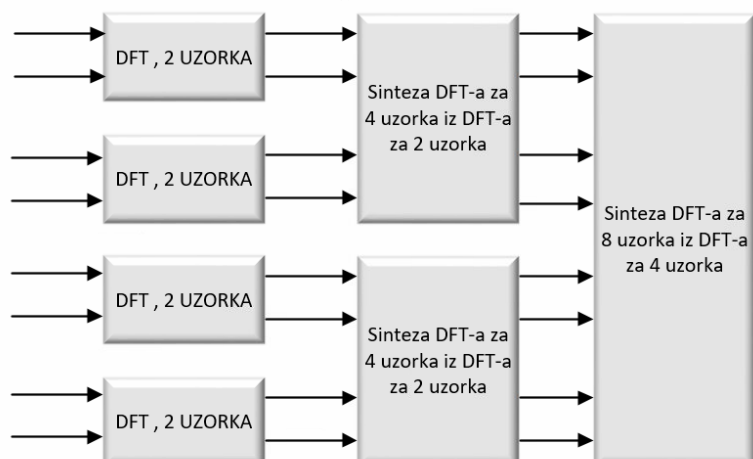 DFT , 2 UZORKA
DFT , 2 UZORKA
DFT , 2 UZORKA
DFT , 2 UZORKA
Sinteza DFT-a za
4 uzorka iz DFT-a
za 2 uzorka
Sinteza DFT-a za
4 uzorka iz DFT-a
za 2 uzorka
Sinteza DFT-a za
8 uzorka iz DFT-a
za 4 uzorka